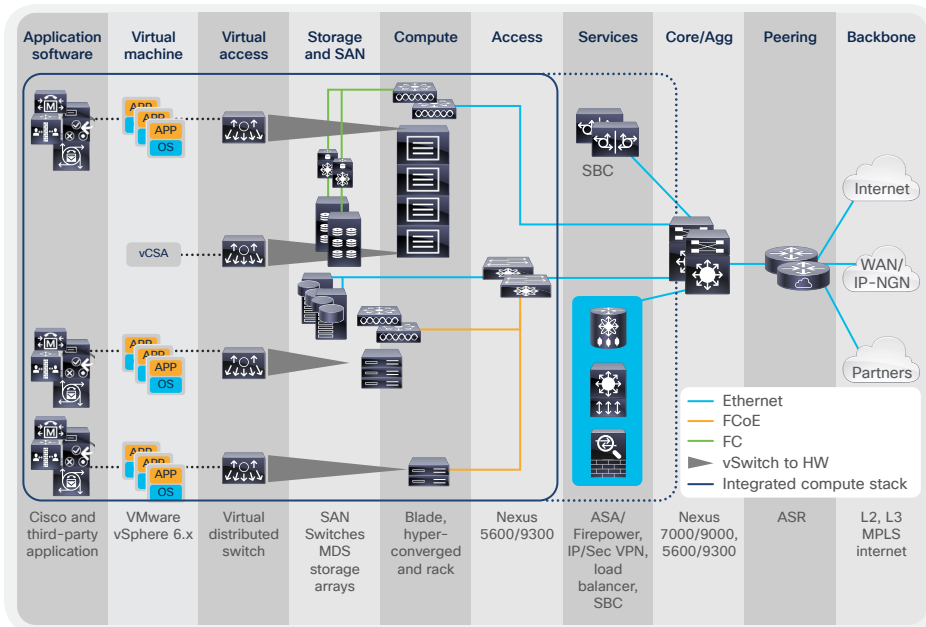 Application
software
Virtual
machine
Virtual
access
Storage
and SAN
Compute
Access
Services
Core/Agg
Peering
Backbone
M
APP
APP
APP
OS
SBC
Internet
vCSA
WAN/
IP-NGN
M
APP
APP
APP
OS
Partners
Ethernet
FCoE
FC
vSwitch to HW
Integrated compute stack
M
APP
APP
APP
OS
Cisco and
third-party
application
VMware
vSphere 6.x
Virtual
distributed
switch
SAN
Switches
MDS
storage
arrays
Blade,
hyper-
converged
and rack
Nexus
5600/9300
ASA/
Firepower,
IP/Sec VPN,
load
balancer,
SBC
Nexus
7000/9000,
5600/9300
ASR
L2, L3
MPLS
internet